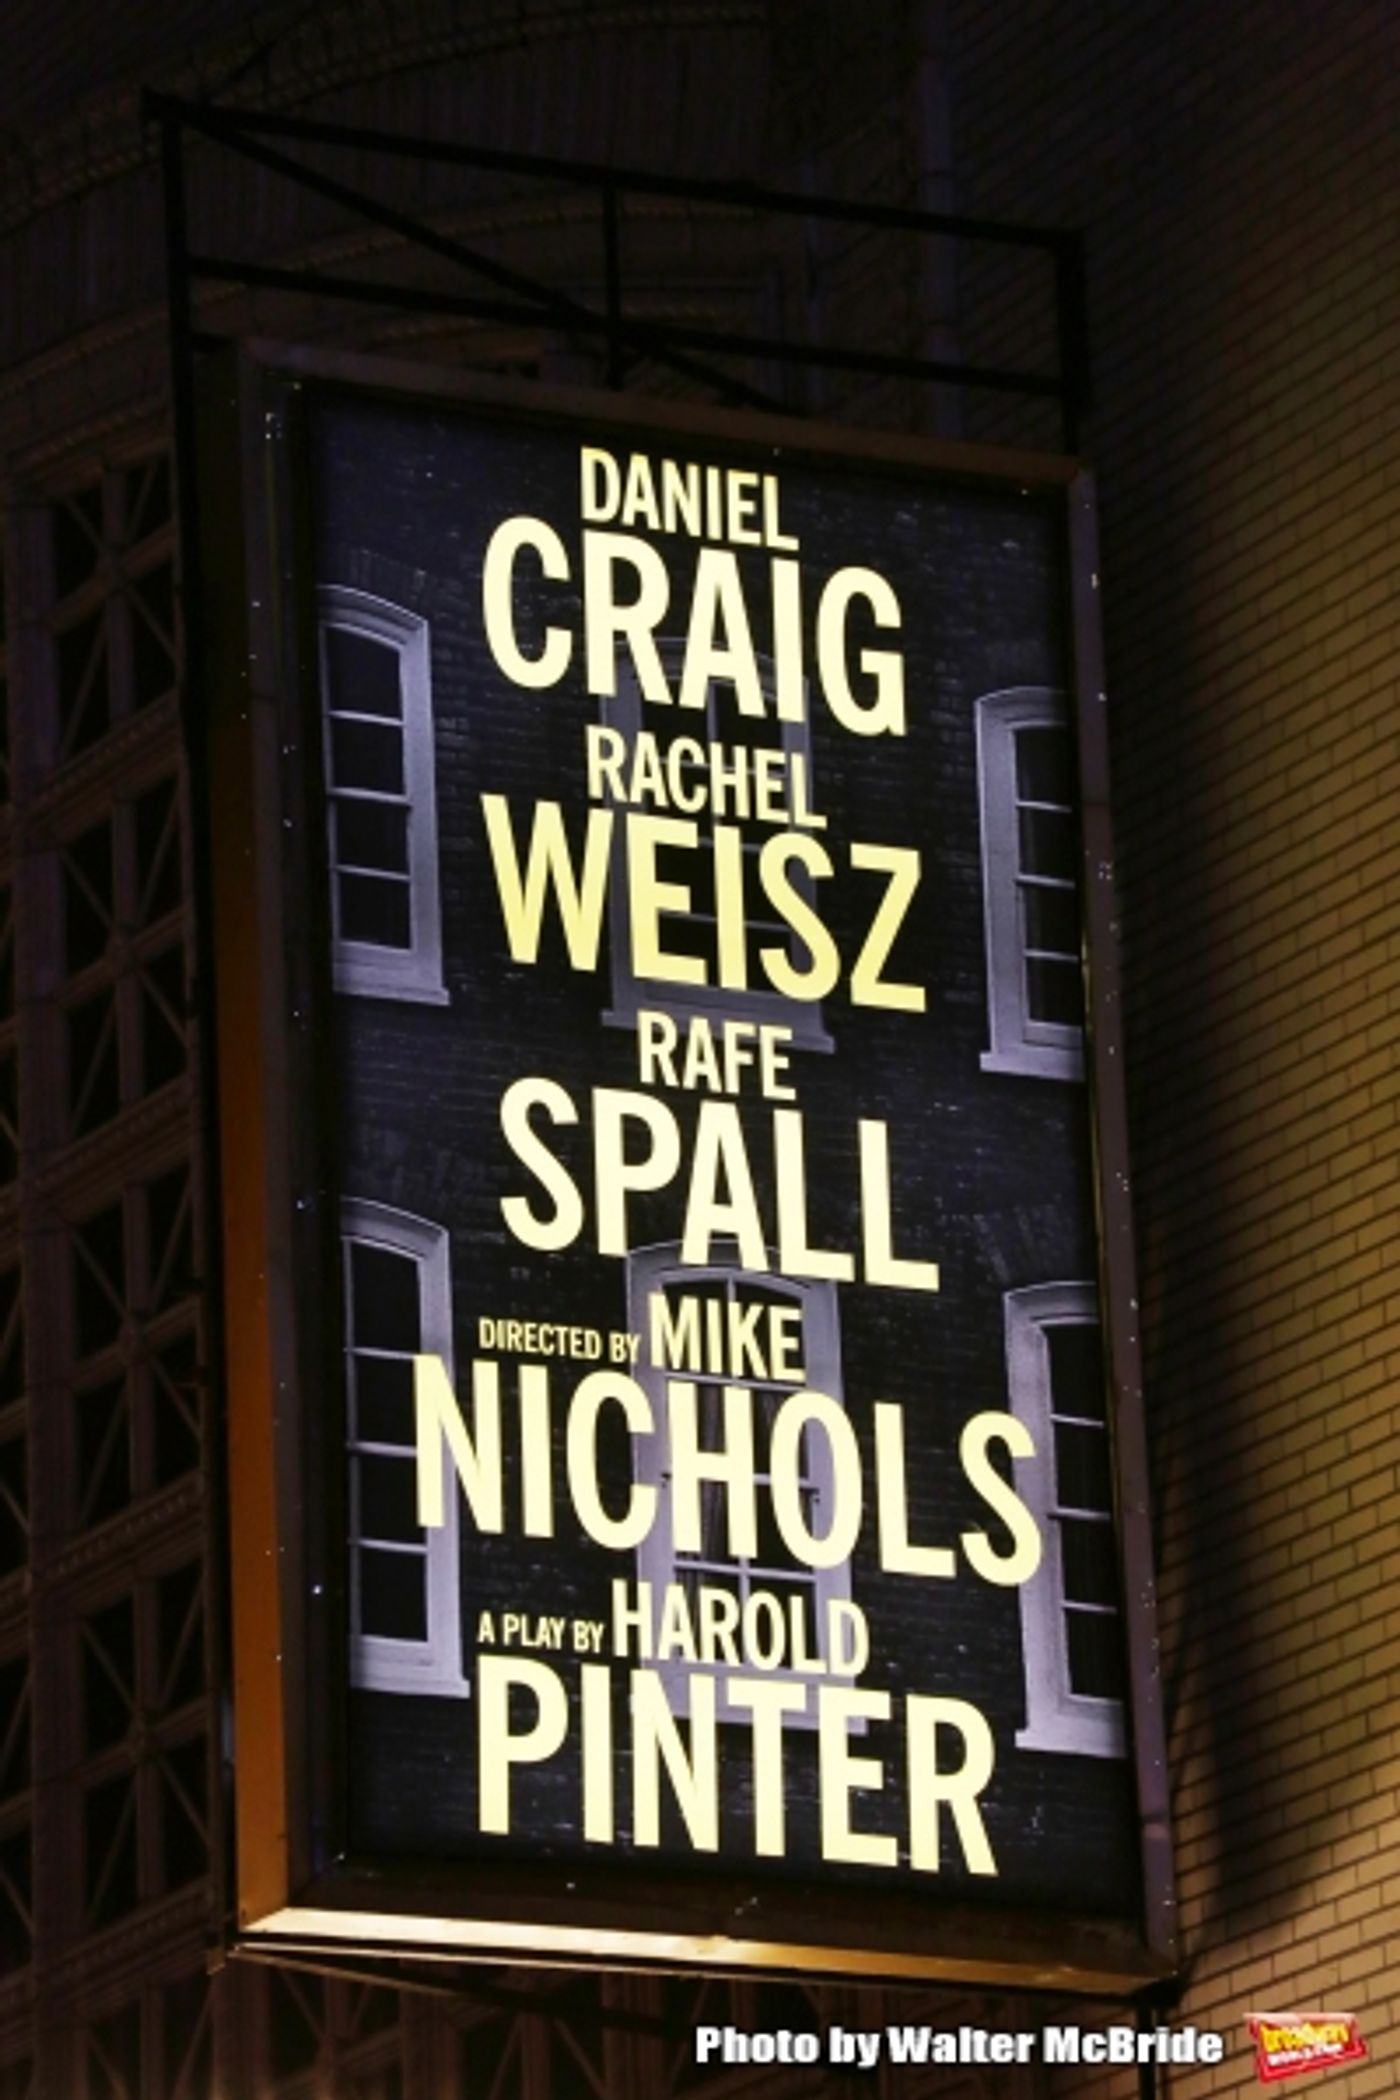 DANIEL
CRAIG
RACHEL
WEISZ
RAFE
SPALL
DIRECTED BY MIKE
NICHOLS
A PLAY BY HAROLD
PINTER
Photo by Walter McBride